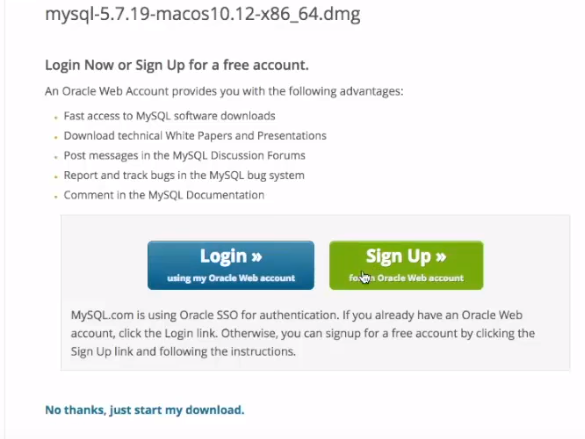 mysql-5.7.19-macos10.12-x86_64.dmg
Login Now or Sign Up for a free account.
An Oracle Web Account provides you with the following advantages:
Fast access to MySQL software downloads
Download technical White Papers and Presentations
Post messages in the MySQL Discussion Forums
Report and track bugs in the MySQL bug system
Comment in the MySQL Documentation
Login »
using my Oracle Web account
Sign Up »
Oracle Web account
MySQL.com is using Oracle SSO for authentication. If you already have an Oracle Web
account, click the Login link. Otherwise, you can signup for a free account by clicking the
Sign Up link and following the instructions.
No thanks, just start my download.